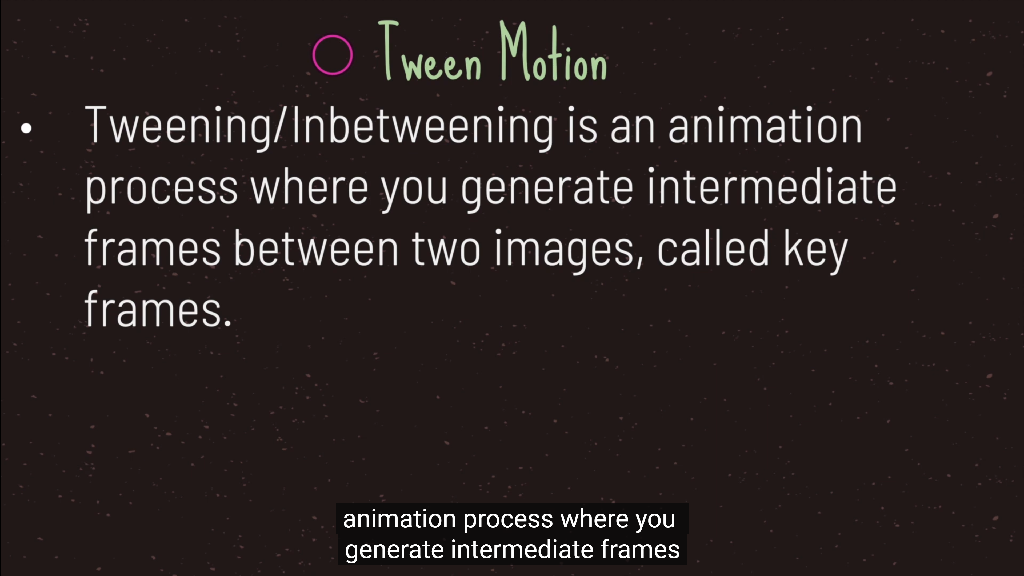 Tween Motion
• Tweening/Inbetweening is an animation
process where you generate intermediate
frames between two images, called key
frames.
animation process where you
generate intermediate frames